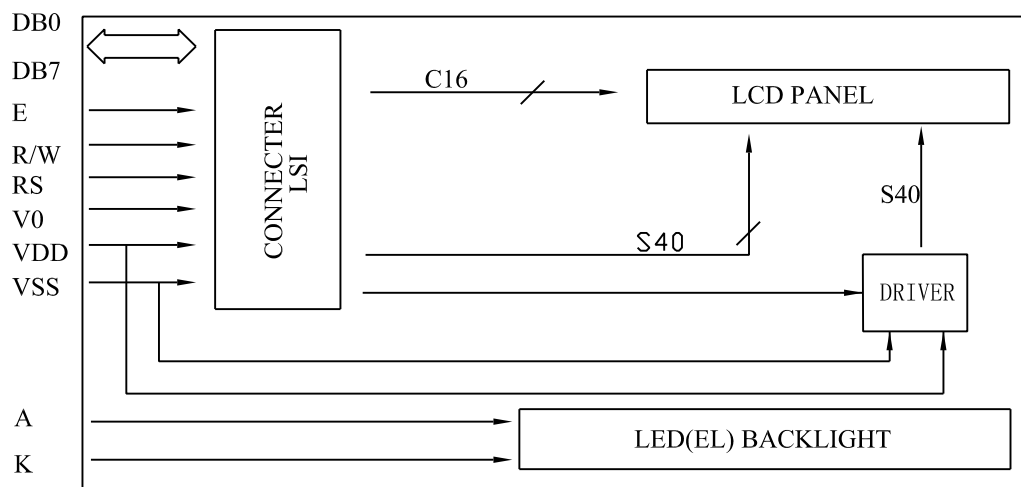 DB0
DB7
E
R/W
RS
V0
VDD
VSS
A
K
CONNECTER
LSI
C16
LCD PANEL
S40
S40
DRIVER
LED(EL) BACKLIGHT